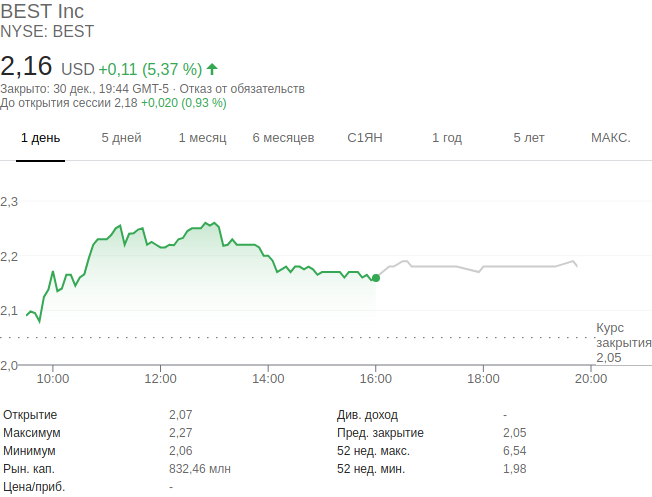 BEST Inc
NYSE: BEST
2,16 USD +0,11 (5,37 %)
Закрыто: 30 дек., 19:44 GMT-5 · Отказ от обязательств
До открытия сессии 2,18 +0,020 (0,93 %)
1 день 5 дней 1 месяц 6 месяцев С1ЯН 1 год 5 лет МАКС.
2,3
2,2
2,1
Курс
закрытия
2,05
2,0
10:00 12:00 14:00 16:00 18:00 20:00
Открытие 2,07 Див. доход -
Максимум 2,27 Пред. закрытие 2,05
Минимум 2,06 52 нед. макс. 6,54
Рын. кап. 832,46 млн 52 нед. мин. 1,98
Цена/приб. -